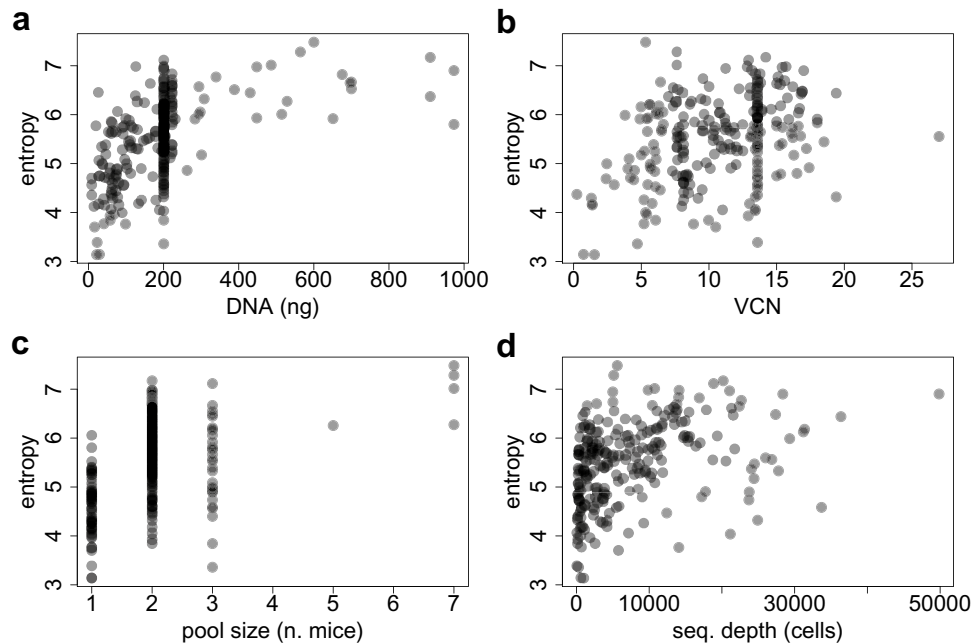 a
entropy
7
6
5
4
3
0 200 400 600 800 1000
DNA (ng)
b
entropy
7
6
5
4
3
0 5 10 15 20 25
VCN
c
entropy
7
6
5
4
3
1 2 3 4 5 6 7
pool size (n. mice)
d
entropy
7
6
5
4
3
0 10000 30000 50000
seq. depth (cells)